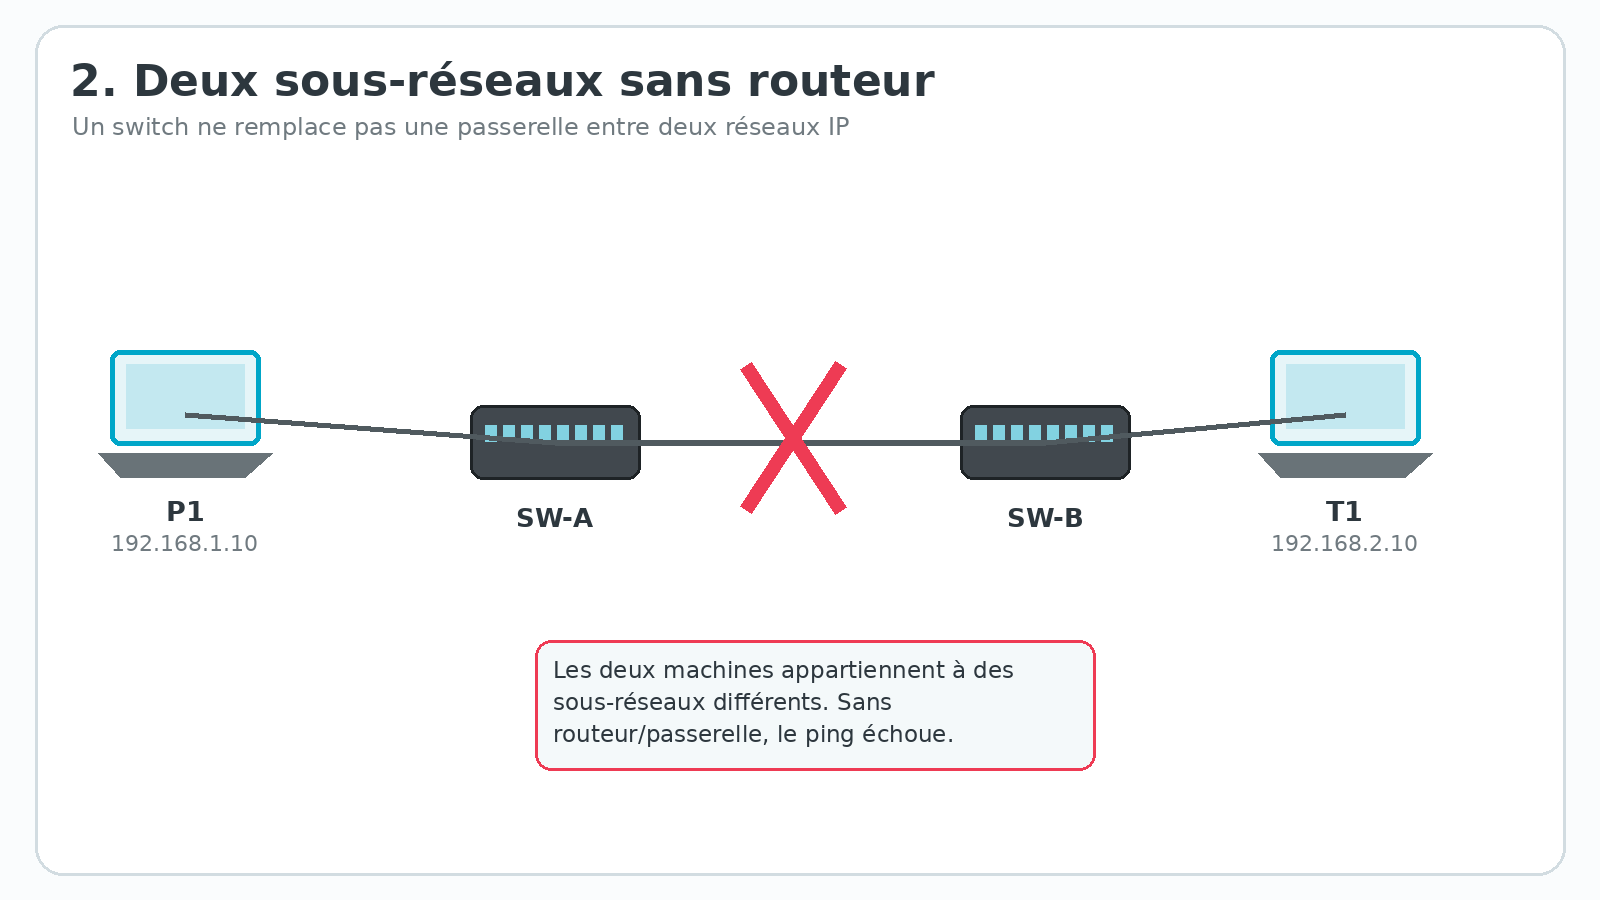 2. Deux sous-réseaux sans routeur
Un switch ne remplace pas une passerelle entre deux réseaux IP
P1
192.168.1.10
SW-A
SW-B
T1
192.168.2.10
Les deux machines appartiennent à des
sous-réseaux différents. Sans
routeur/passerelle, le ping échoue.